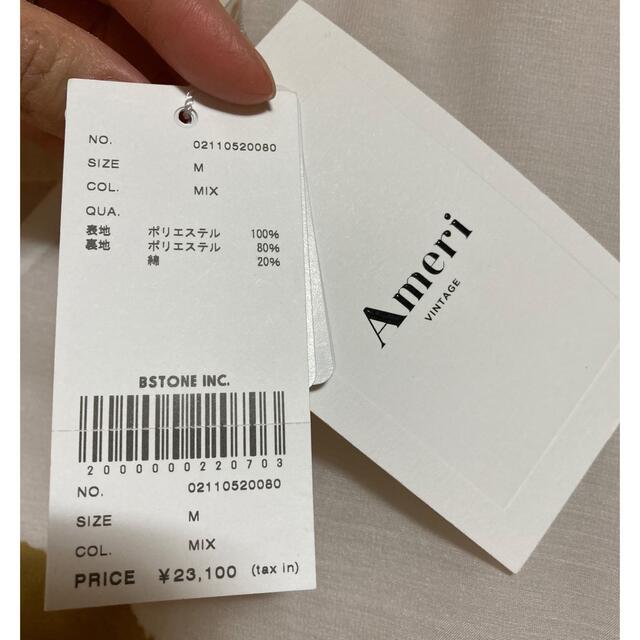 NO. 02110520080
SIZE M
COL. MIX
QUA.
表地 ポリエステル 100%
裏地 ポリエステル 80%
綿 20%
BSTONE INC.
2000000220703
NO. 02110520080
SIZE M
COL. MIX
PRICE ¥23,100 (tax in)
Ameri
VINTAGE